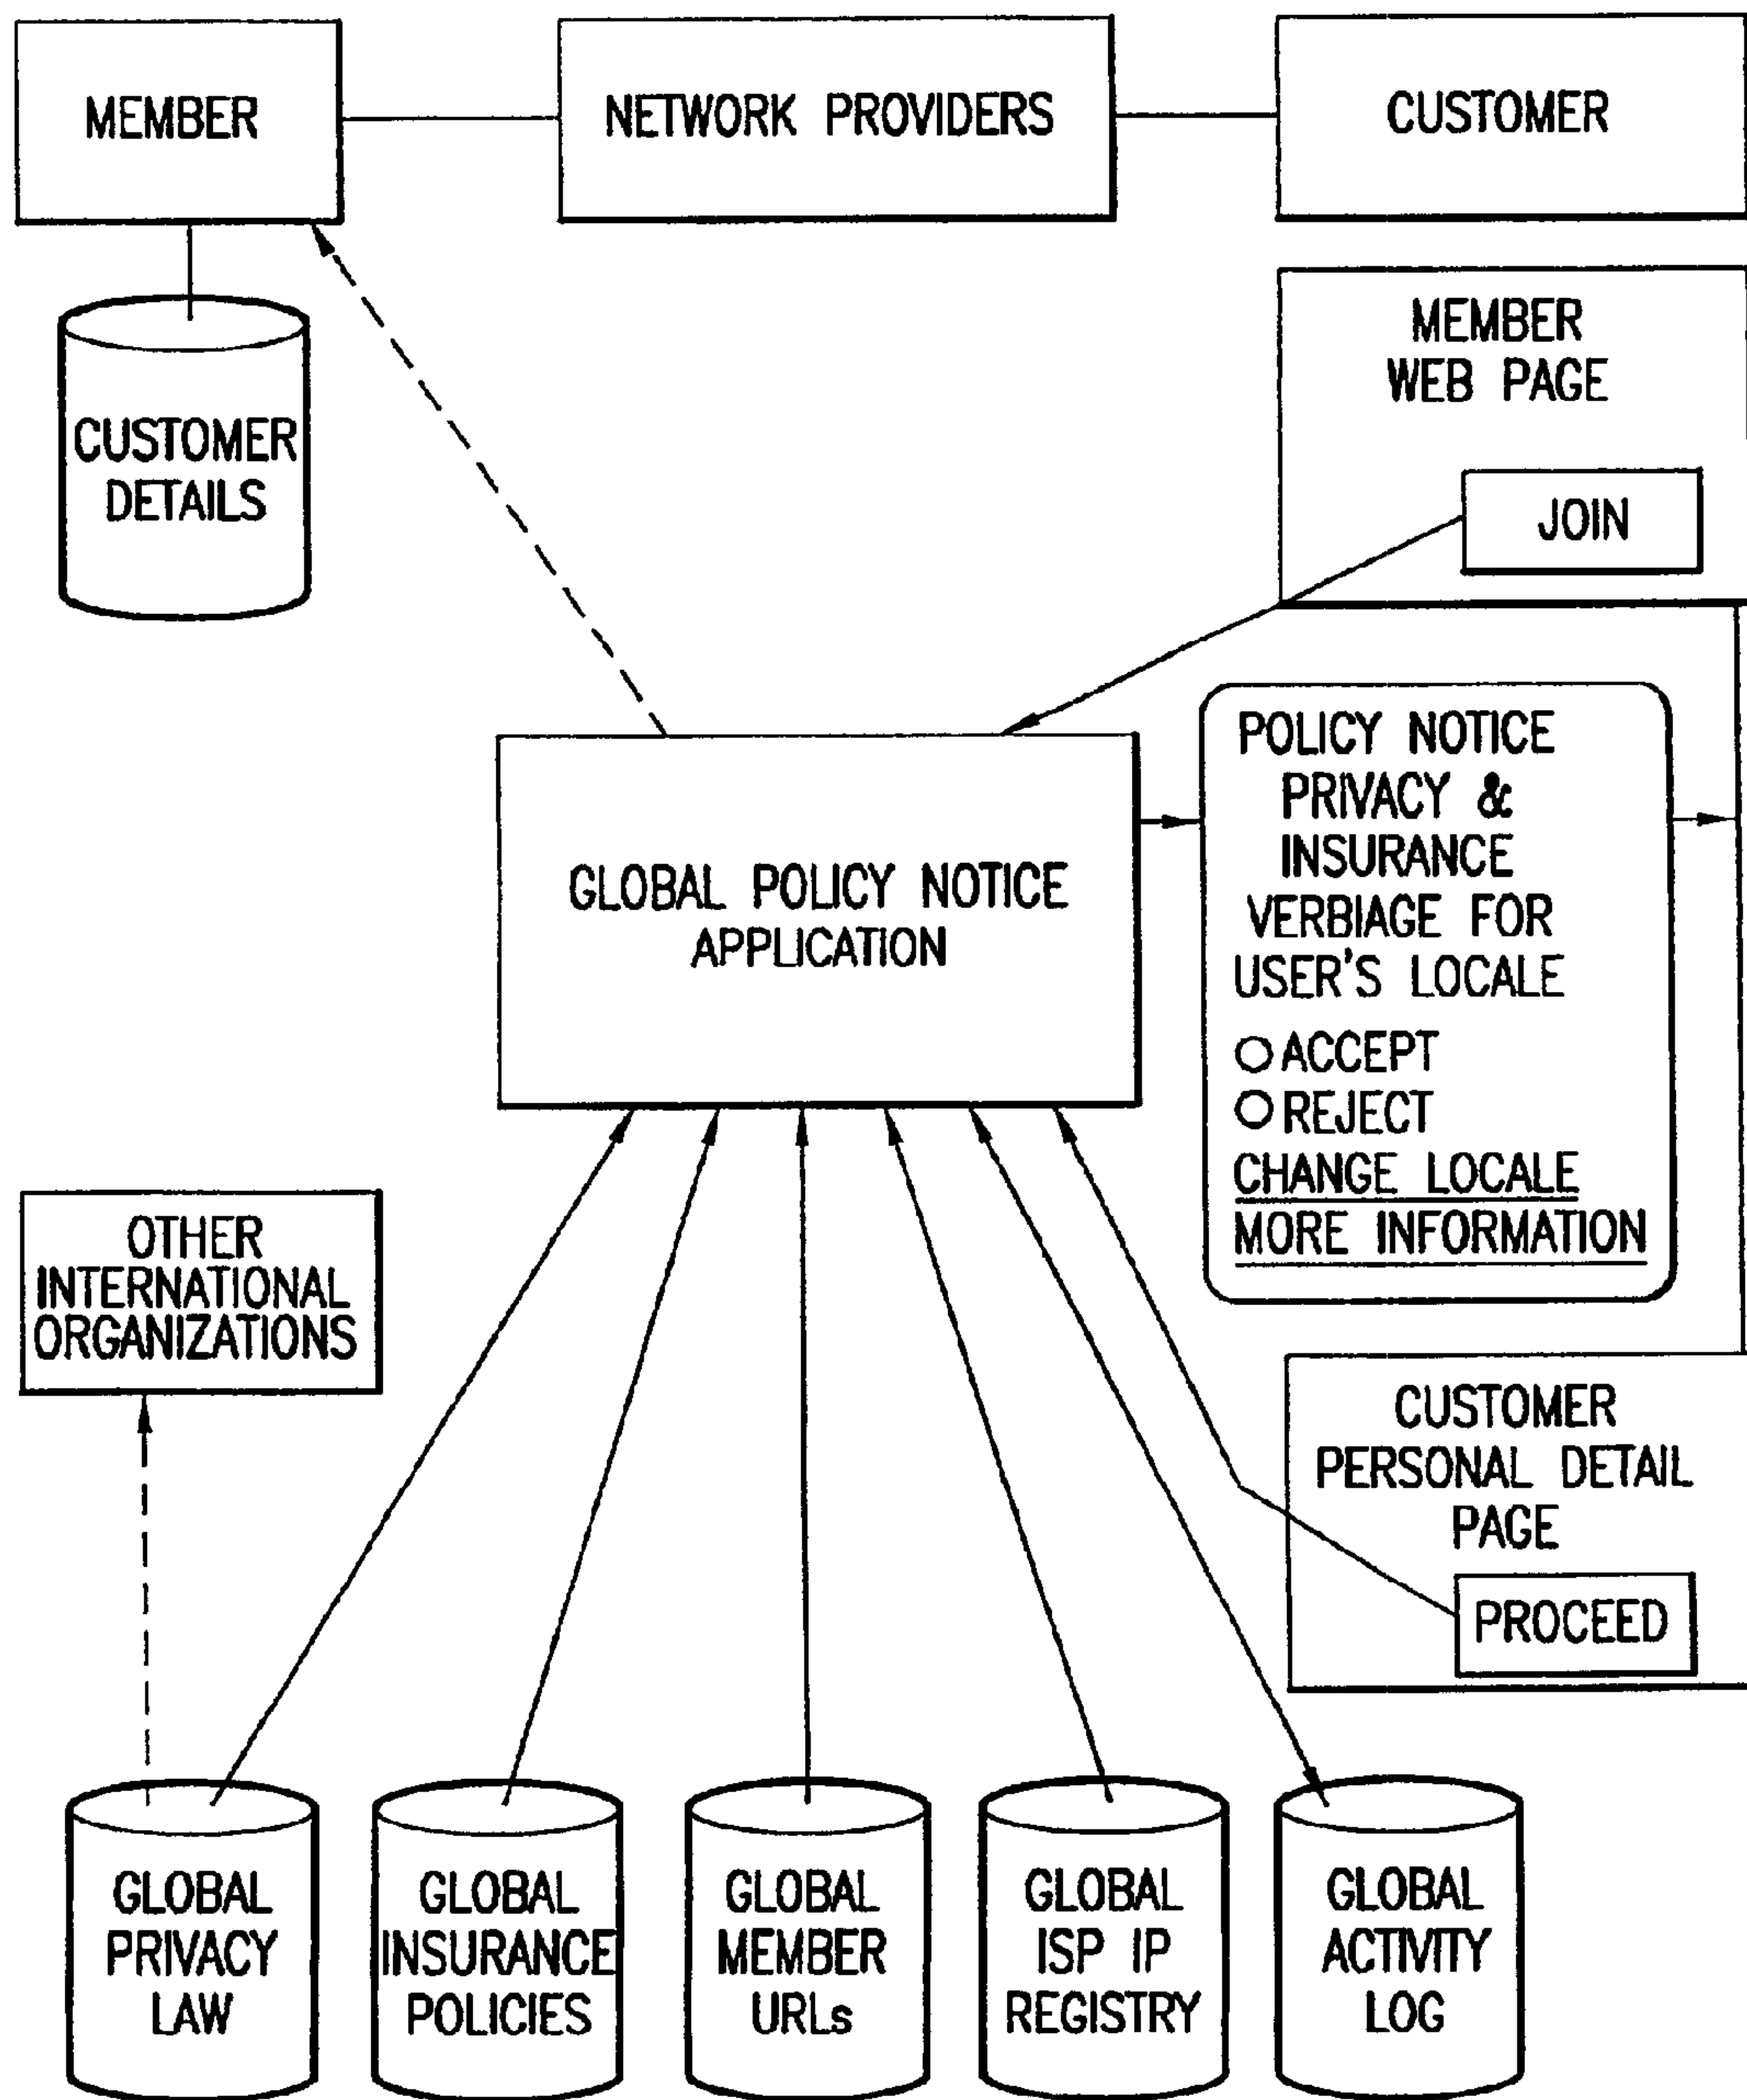 MEMBER
NETWORK PROVIDERS
CUSTOMER
CUSTOMER
DETAILS
MEMBER
WEB PAGE
JOIN
GLOBAL POLICY NOTICE
APPLICATION
POLICY NOTICE
PRIVACY &
INSURANCE
VERBIAGE FOR
USER'S LOCALE
ACCEPT
REJECT
CHANGE LOCALE
MORE INFORMATION
OTHER
INTERNATIONAL
ORGANIZATIONS
CUSTOMER
PERSONAL DETAIL
PAGE
PROCEED
GLOBAL
PRIVACY
LAW
GLOBAL
INSURANCE
POLICIES
GLOBAL
MEMBER
URLs
GLOBAL
ISP IP
REGISTRY
GLOBAL
ACTIVITY
LOG